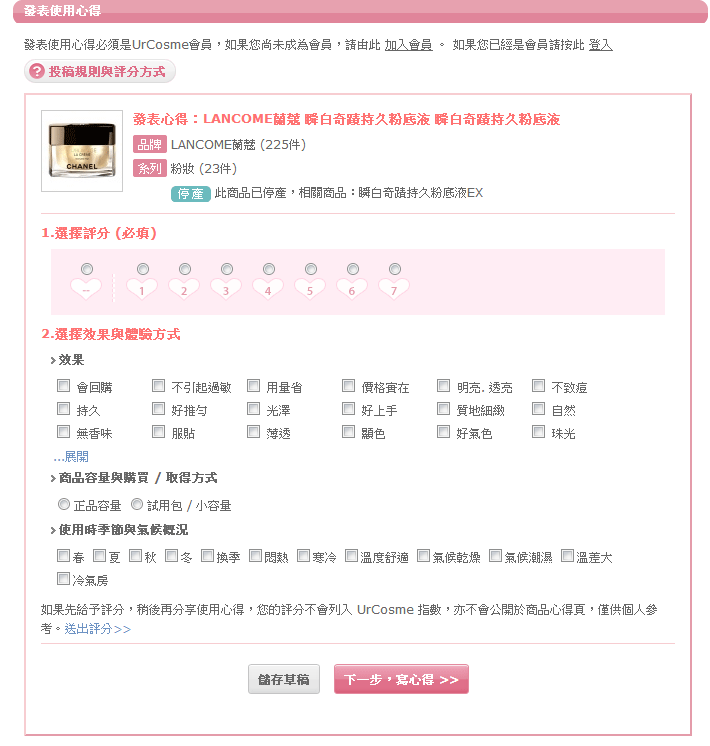 發表使用心得
發表使用心得必須是UrCosme會員，如果您尚未成為會員，請由此 加入會員 。 如果您已經是會員請按此 登入
? 投稿規則與評分方式
CHANEL
發表心得：LANCOME蘭蔻 瞬白奇蹟持久粉底液 瞬白奇蹟持久粉底液
品牌 LANCOME蘭蔻 (225件)
系列 粉妝 (23件)
停產 此商品已停產，相關商品：瞬白奇蹟持久粉底液EX
1.選擇評分 (必填)
-- 1 2 3 4 5 6 7
2.選擇效果與體驗方式
效果
會回購 不引起過敏 用量省 價格實在 明亮. 透亮 不致痘
持久 好推勻 光澤 好上手 質地細緻 自然
無香味 服貼 薄透 顯色 好氣色 珠光
...展開
商品容量與購買 / 取得方式
正品容量 試用包 / 小容量
使用時季節與氣候概況
春 夏 秋 冬 換季 悶熱 寒冷 溫度舒適 氣候乾燥 氣候潮濕 溫差大
冷氣房
如果先給予評分，稍後再分享使用心得，您的評分不會列入 UrCosme 指數，亦不會公開於商品心得頁，僅供個人參
考。送出評分>>
儲存草稿 下一步，寫心得 >>